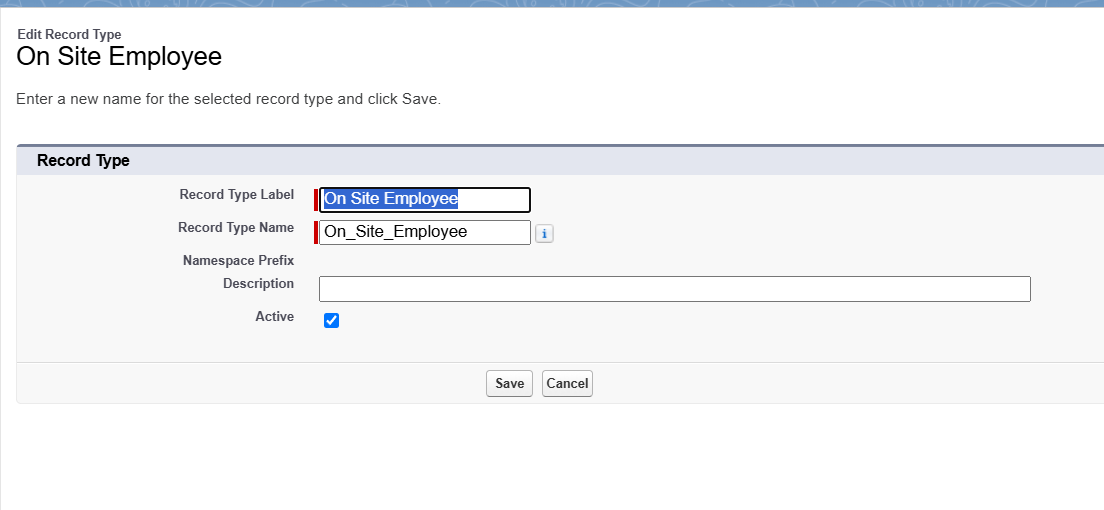 Edit Record Type
On Site Employee
Enter a new name for the selected record type and click Save.
Record Type
Record Type Label On Site Employee
Record Type Name On_Site_Employee i
Namespace Prefix
Description
Active
Save Cancel